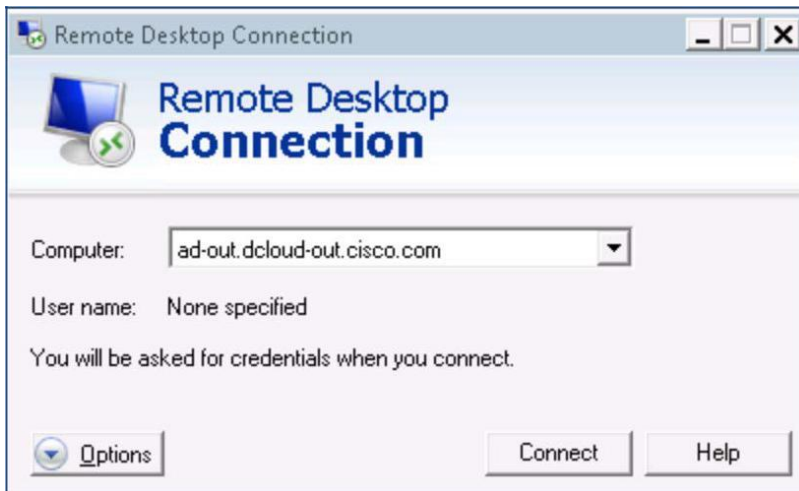 Remote Desktop Connection
Remote Desktop
Connection
Computer: ad-out.dcloud-out.cisco.com
User name: None specified
You will be asked for credentials when you connect.
Options Connect Help